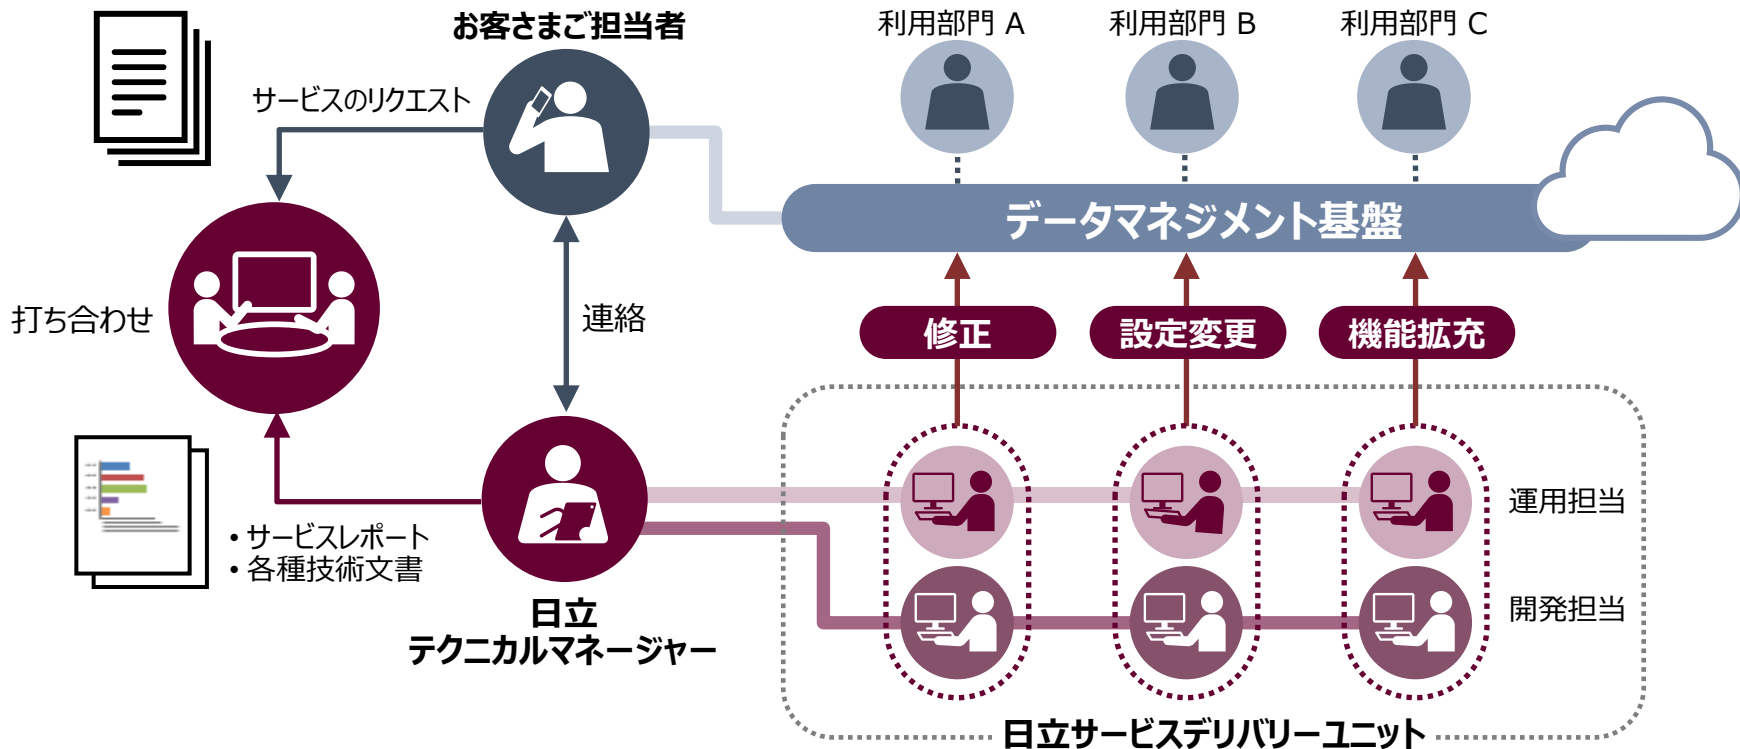 お客さまご担当者
利用部門 A
利用部門 B
利用部門 C
サービスのリクエスト
データマネジメント基盤
打ち合わせ
連絡
修正
設定変更
機能拡充
• サービスレポート
• 各種技術文書
運用担当
開発担当
日立
テクニカルマネージャー
日立サービスデリバリーユニット